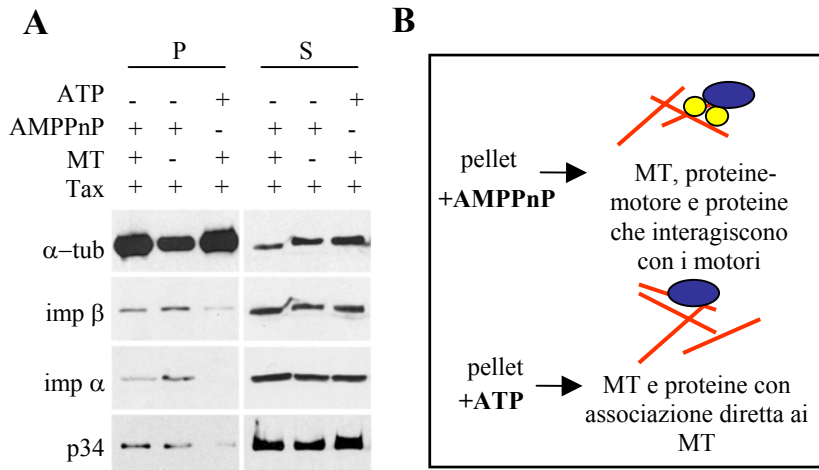 A
P S
ATP - - + - - +
AMPPnP + + - + + -
MT + - + + - +
Tax + + + + + +
α-tub
imp β
imp α
p34
B
pellet
+AMPPnP
MT, proteine-
motore e proteine
che interagiscono
con i motori
pellet
+ATP
MT e proteine con
associazione diretta ai
MT